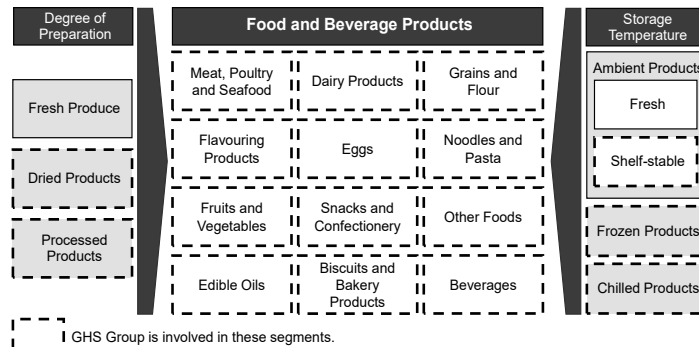 Degree of
Preparation
Food and Beverage Products
Storage
Temperature
Fresh Produce
Dried Products
Processed
Products
Meat, Poultry
and Seafood
Dairy Products
Grains and
Flour
Flavouring
Products
Eggs
Noodles and
Pasta
Fruits and
Vegetables
Snacks and
Confectionery
Other Foods
Edible Oils
Biscuits and
Bakery
Products
Beverages
Ambient Products
Fresh
Shelf-stable
Frozen Products
Chilled Products
GHS Group is involved in these segments.